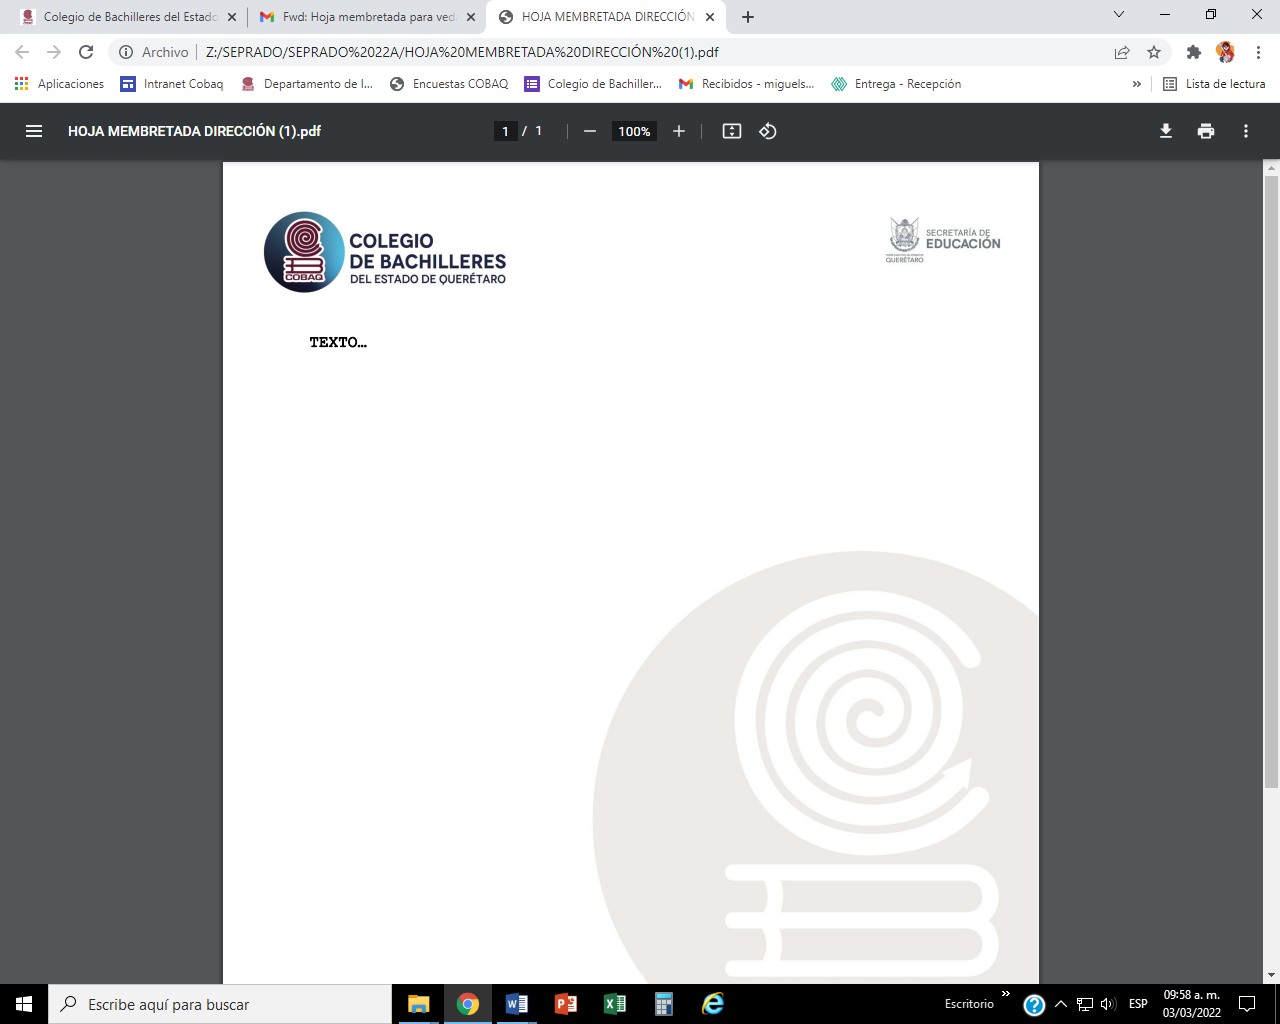 Colegio de Bachilleres del Estado
Fwd: Hoja membretada para ved
HOJA MEMBRETADA DIRECCIÓN
Archivo
Z:/SEPRADO/SEPRADO%2022A/HOJA%20MEMBRETADA%20DIRECCIÓN%20(1).pdf
Aplicaciones
Intranet Cobaq
Departamento de I...
Encuestas COBAQ
Colegio de Bachiller...
Recibidos - miguels...
Entrega - Recepción
»
Lista de lectura
HOJA MEMBRETADA DIRECCIÓN (1).pdf
1 / 1
100%
COBAQ
COLEGIO
DE BACHILLERES
DEL ESTADO DE QUERÉTARO
SECRETARÍA DE
EDUCACIÓN
QUERÉTARO
TEXTO…
Escribe aquí para buscar
Escritorio
»
ESP
09:58 a. m.
03/03/2022